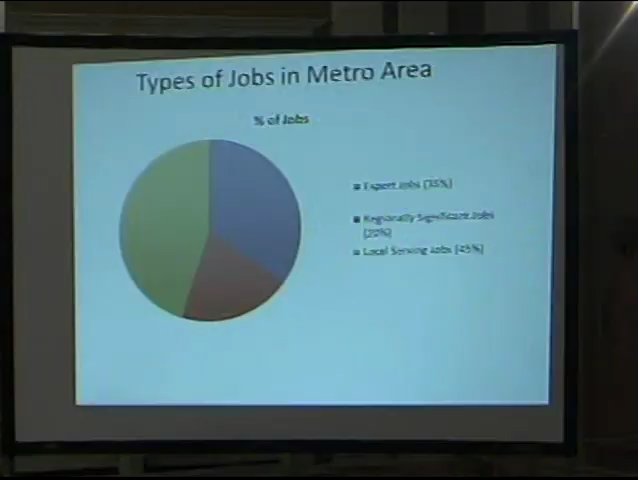 Types of Jobs in Metro Area
% of Jobs
Export Jobs (35%)
Regionally Significant Jobs
(20%)
Local Serving Jobs (45%)